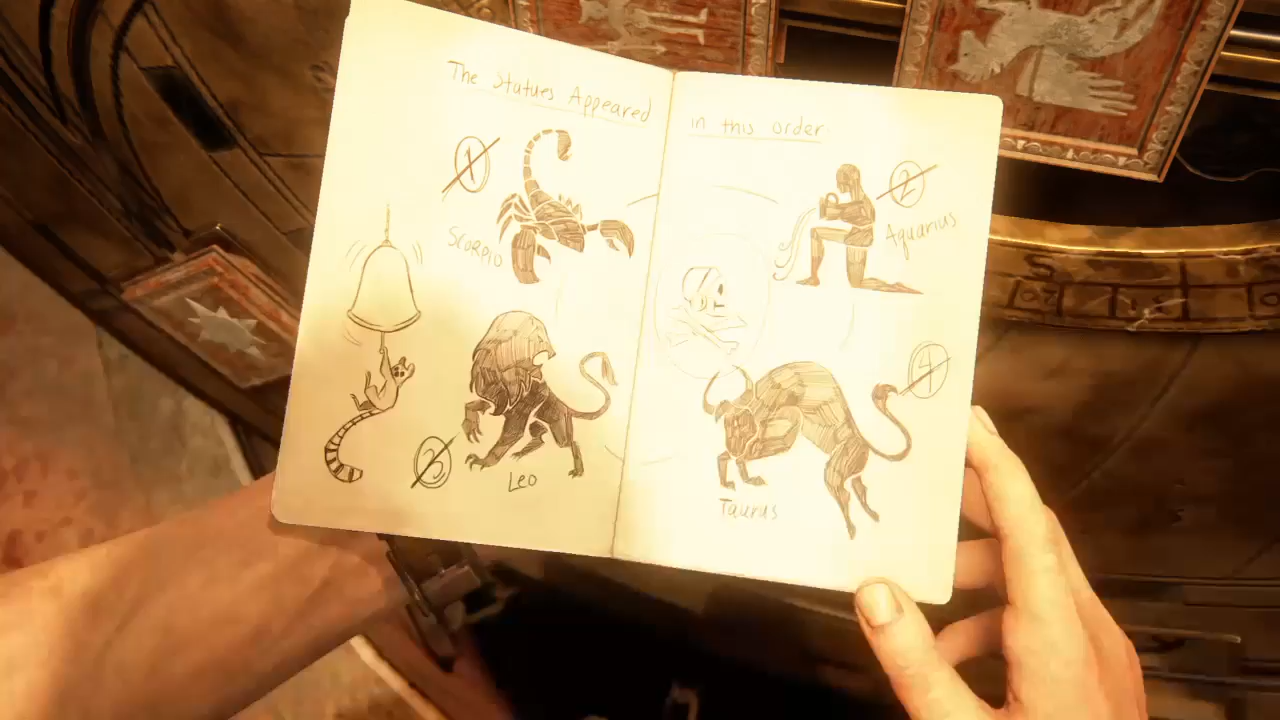 The Statues Appeared
in this order
1
Scorpio
2
Aquarius
3
Leo
4
Taurus